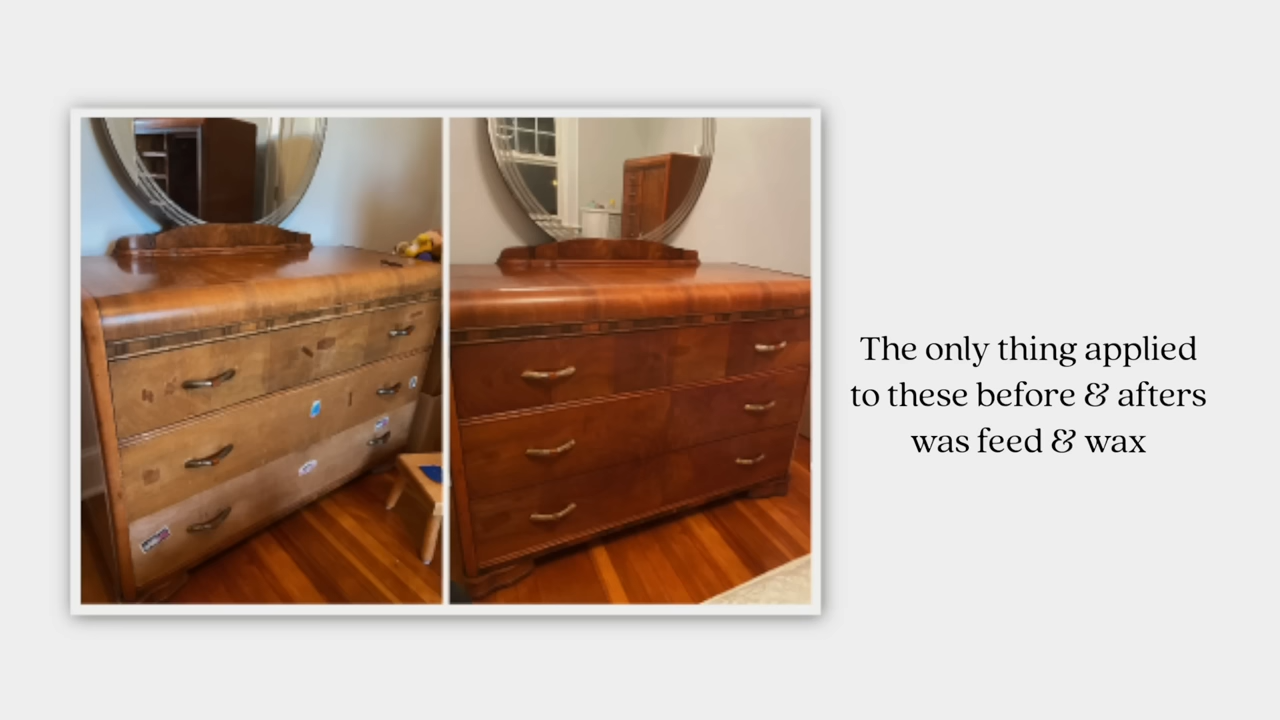 The only thing applied
to these before & afters
was feed & wax